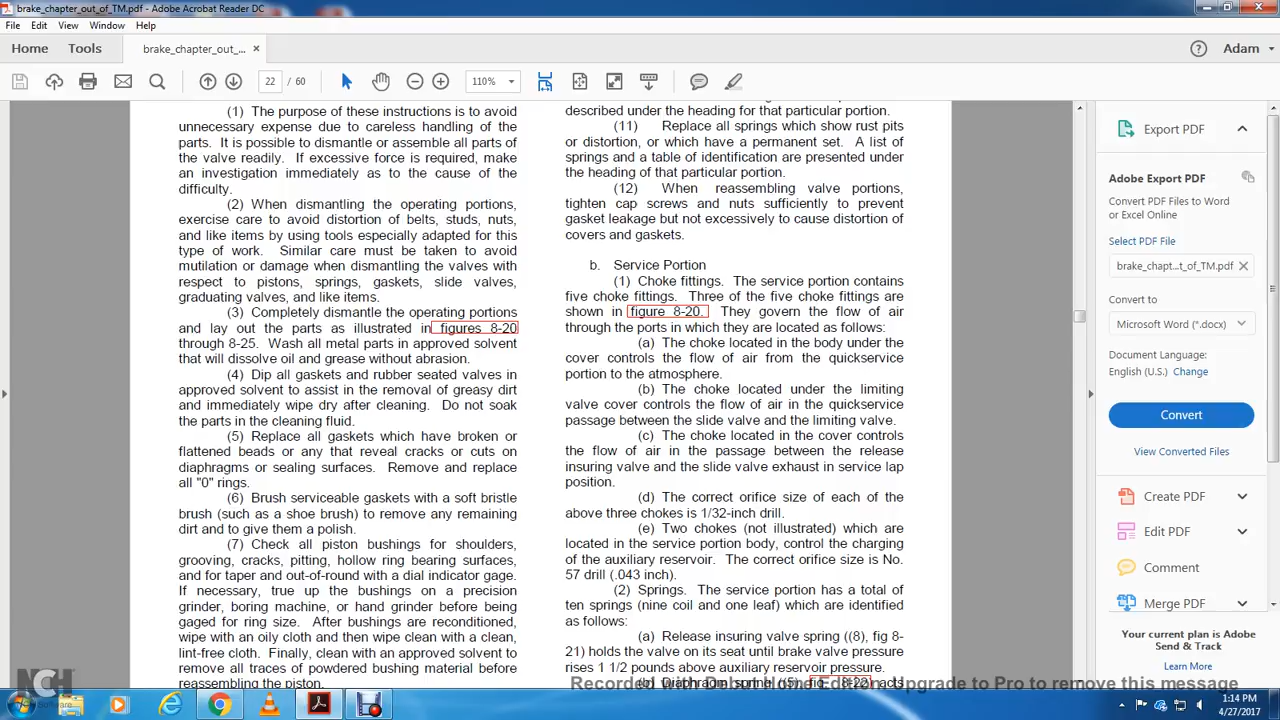 brake_chapter_out_of_TM.pdf - Adobe Acrobat Reader DC
File Edit View Window Help
Home Tools brake_chapter_out_... × Adam
22 / 60 110%
(1) The purpose of these instructions is to avoid
unnecessary expense due to careless handling of the
parts. It is possible to dismantle or assemble all parts of
the valve readily. If excessive force is required, make
an investigation immediately as to the cause of the
difficulty.
(2) When dismantling the operating portions,
exercise care to avoid distortion of belts, studs, nuts,
and like items by using tools especially adapted for this
type of work. Similar care must be taken to avoid
mutilation or damage when dismantling the valves with
respect to pistons, springs, gaskets, slide valves,
graduating valves, and like items.
(3) Completely dismantle the operating portions
and lay out the parts as illustrated in figures 8-20
through 8-25. Wash all metal parts in approved solvent
that will dissolve oil and grease without abrasion.
(4) Dip all gaskets and rubber seated valves in
approved solvent to assist in the removal of greasy dirt
and immediately wipe dry after cleaning. Do not soak
the parts in the cleaning fluid.
(5) Replace all gaskets which have broken or
flattened beads or any that reveal cracks or cuts on
diaphragms or sealing surfaces. Remove and replace
all "0" rings.
(6) Brush serviceable gaskets with a soft bristle
brush (such as a shoe brush) to remove any remaining
dirt and to give them a polish.
(7) Check all piston bushings for shoulders,
grooving, cracks, pitting, hollow ring bearing surfaces,
and for taper and out-of-round with a dial indicator gage.
If necessary, true up the bushings on a precision
grinder, boring machine, or hand grinder before being
gaged for ring size. After bushings are reconditioned,
wipe with an oily cloth and then wipe clean with a clean,
lint-free cloth. Finally, clean with an approved solvent to
remove all traces of powdered bushing material before
reassembling the piston.
described under the heading for that particular portion.
(11) Replace all springs which show rust pits
or distortion, or which have a permanent set. A list of
springs and a table of identification are presented under
the heading of that particular portion.
(12) When reassembling valve portions,
tighten cap screws and nuts sufficiently to prevent
gasket leakage but not excessively to cause distortion of
covers and gaskets.
b. Service Portion
(1) Choke fittings. The service portion contains
five choke fittings. Three of the five choke fittings are
shown in figure 8-20. They govern the flow of air
through the ports in which they are located as follows:
(a) The choke located in the body under the
cover controls the flow of air from the quickservice
portion to the atmosphere.
(b) The choke located under the limiting
valve cover controls the flow of air in the quickservice
passage between the slide valve and the limiting valve.
(c) The choke located in the cover controls
the flow of air in the passage between the release
insuring valve and the slide valve exhaust in service lap
position.
(d) The correct orifice size of each of the
above three chokes is 1/32-inch drill.
(e) Two chokes (not illustrated) which are
located in the service portion body, control the charging
of the auxiliary reservoir. The correct orifice size is No.
57 drill (.043 inch).
(2) Springs. The service portion has a total of
ten springs (nine coil and one leaf) which are identified
as follows:
(a) Release insuring valve spring ((8), fig 8-
21) holds the valve on its seat until brake valve pressure
rises 1 1/2 pounds above auxiliary reservoir pressure.
Export PDF
Adobe Export PDF
Convert PDF Files to Word
or Excel Online
Select PDF File
brake_chapt...t_of_TM.pdf ×
Convert to
Microsoft Word (*.docx)
Document Language:
English (U.S.) Change
Convert
View Converted Files
Create PDF
Edit PDF
Comment
Merge PDF
Your current plan is Adobe
Send & Track
Learn More
NCH Software
Upgrade to Pro to remove this message
1:14 PM
4/27/2017